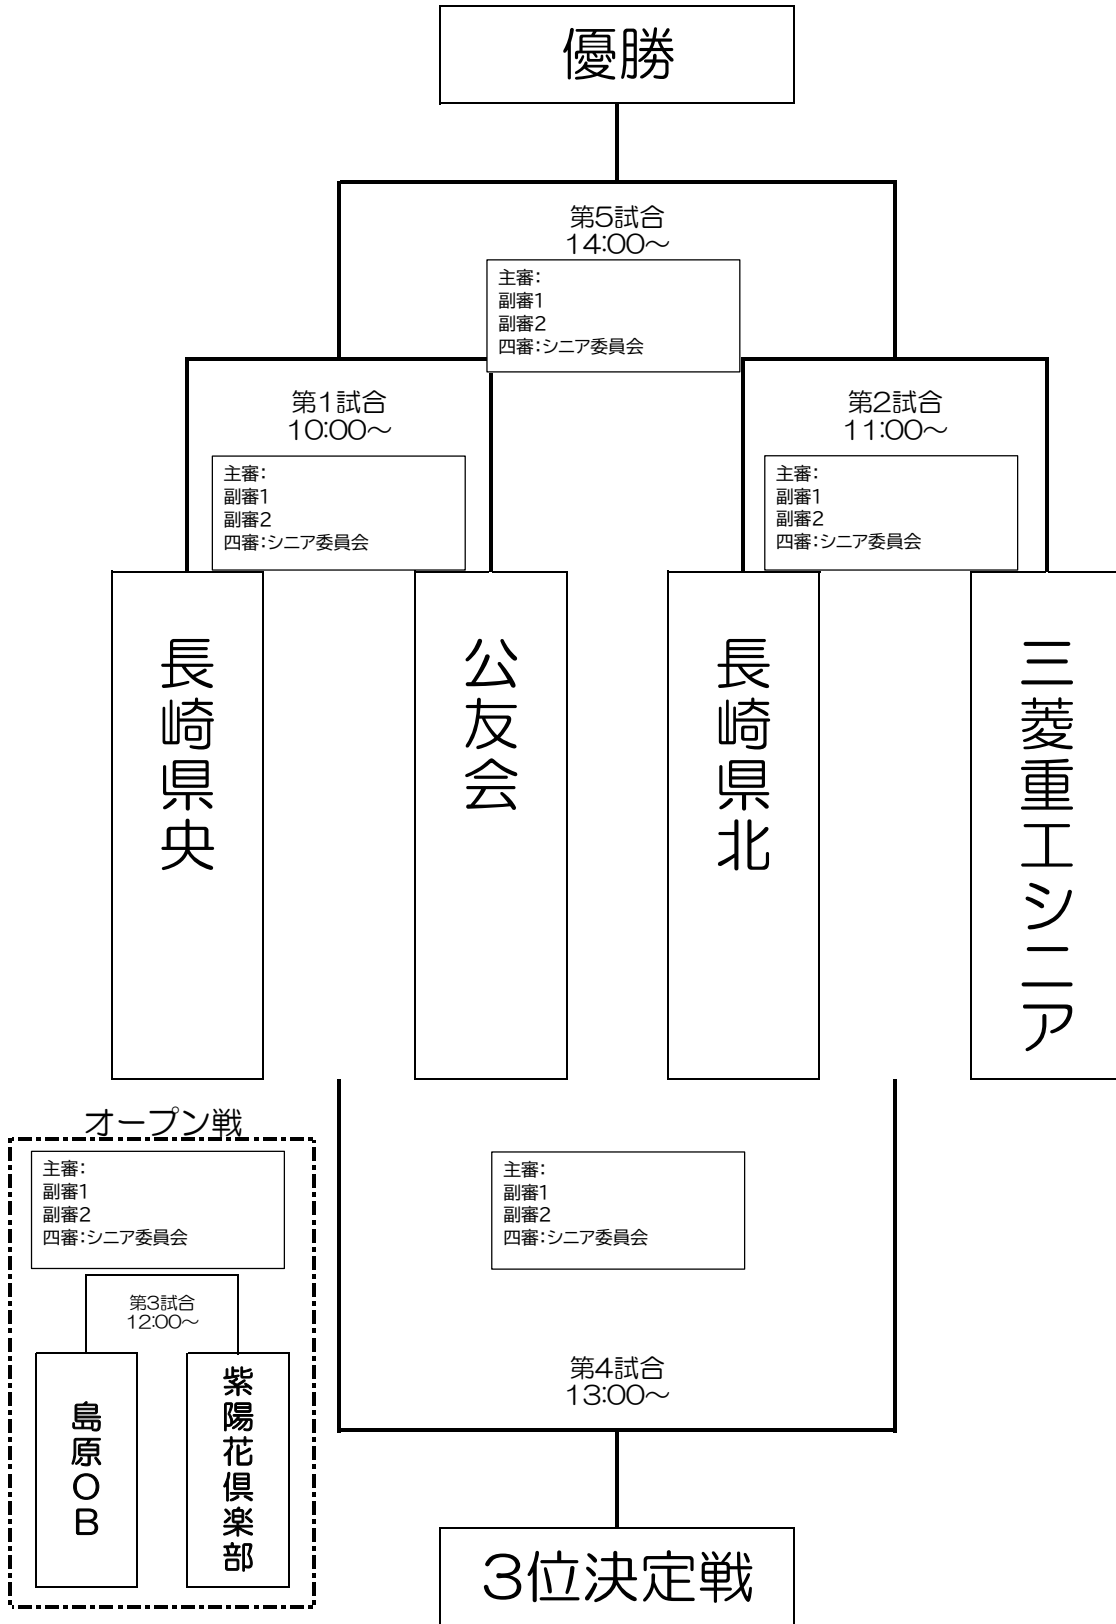 優勝
第5試合
14:00～
主審：
副審1
副審2
四審：シニア委員会
第1試合
10:00～
主審：
副審1
副審2
四審：シニア委員会
第2試合
11:00～
主審：
副審1
副審2
四審：シニア委員会
長崎県央
公友会
長崎県北
三菱重工シニア
オープン戦
主審：
副審1
副審2
四審：シニア委員会
第3試合
12:00～
島原OB
紫陽花倶楽部
主審：
副審1
副審2
四審：シニア委員会
第4試合
13:00～
3位決定戦